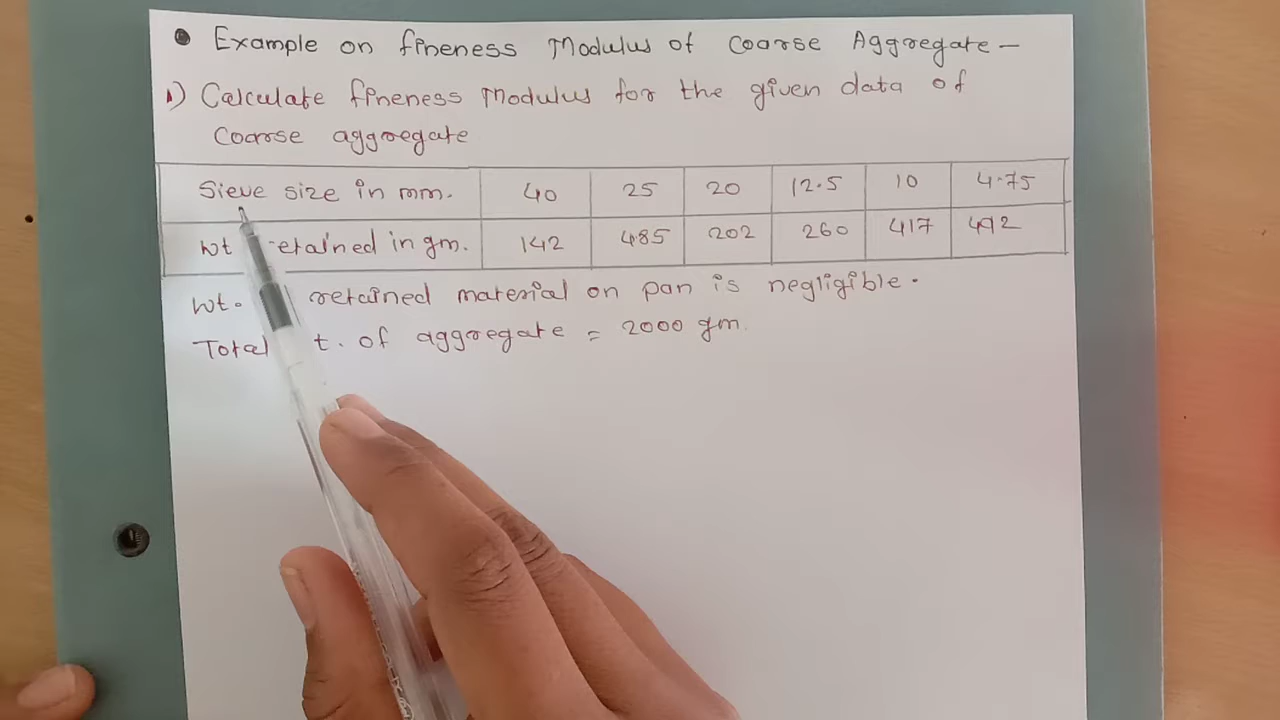 • Example on fineness Modulus of Coarse Aggregate —
1) Calculate fineness Modulus for the given data of
Coarse aggregate
Sieve size in mm. 40 25 20 12.5 10 4.75
wt retained in gm. 142 485 202 260 417 492
wt. retained material on pan is negligible.
Total t. of aggregate = 2000 gm.